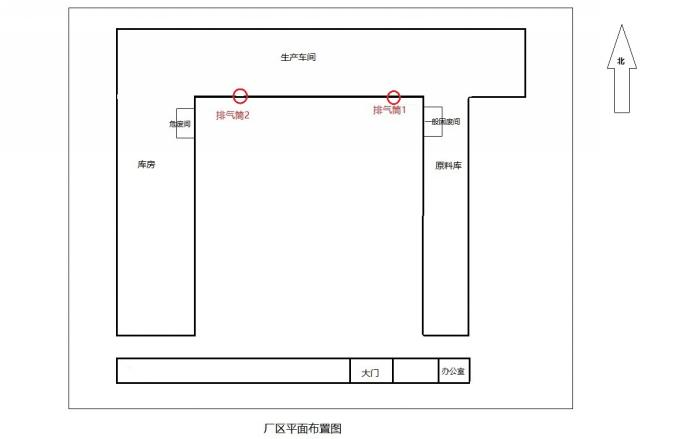 生产车间
北
排气筒2
排气筒1
危废间
一般固废间
库房
原料库
大门
办公室
厂区平面布置图